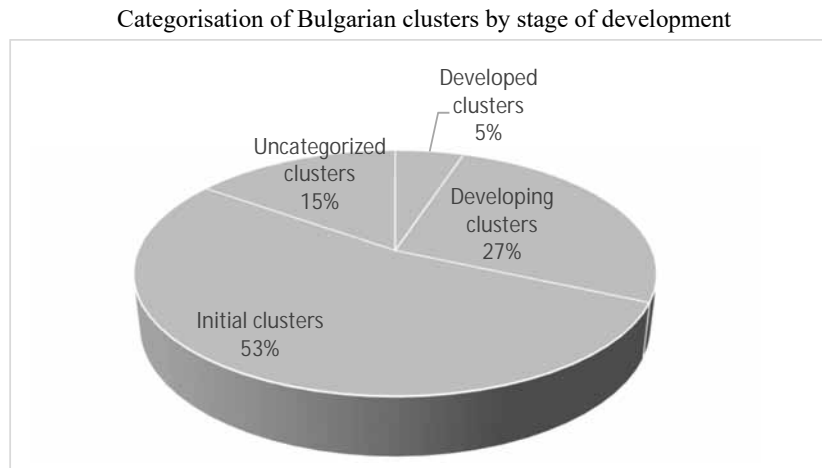 Categorisation of Bulgarian clusters by stage of development
Developed
clusters
5%
Uncategorized
clusters
15%
Developing
clusters
27%
Initial clusters
53%